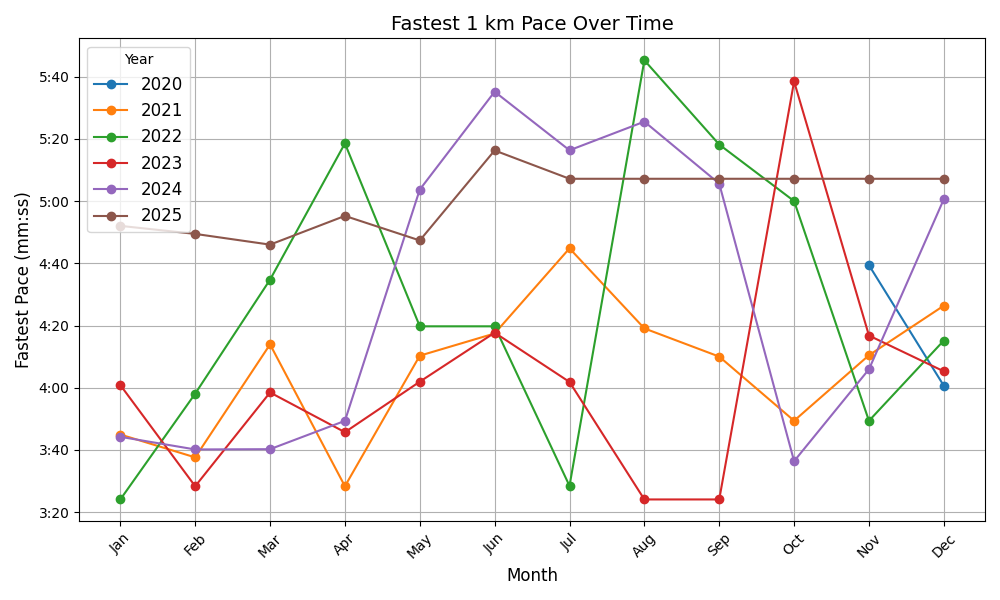 Fastest 1 km Pace Over Time
Year
2020
2021
2022
2023
2024
2025
5:40
5:20
5:00
4:40
4:20
4:00
3:40
3:20
Fastest Pace (mm:ss)
Jan
Feb
Mar
Apr
May
Jun
Jul
Aug
Sep
Oct
Nov
Dec
Month